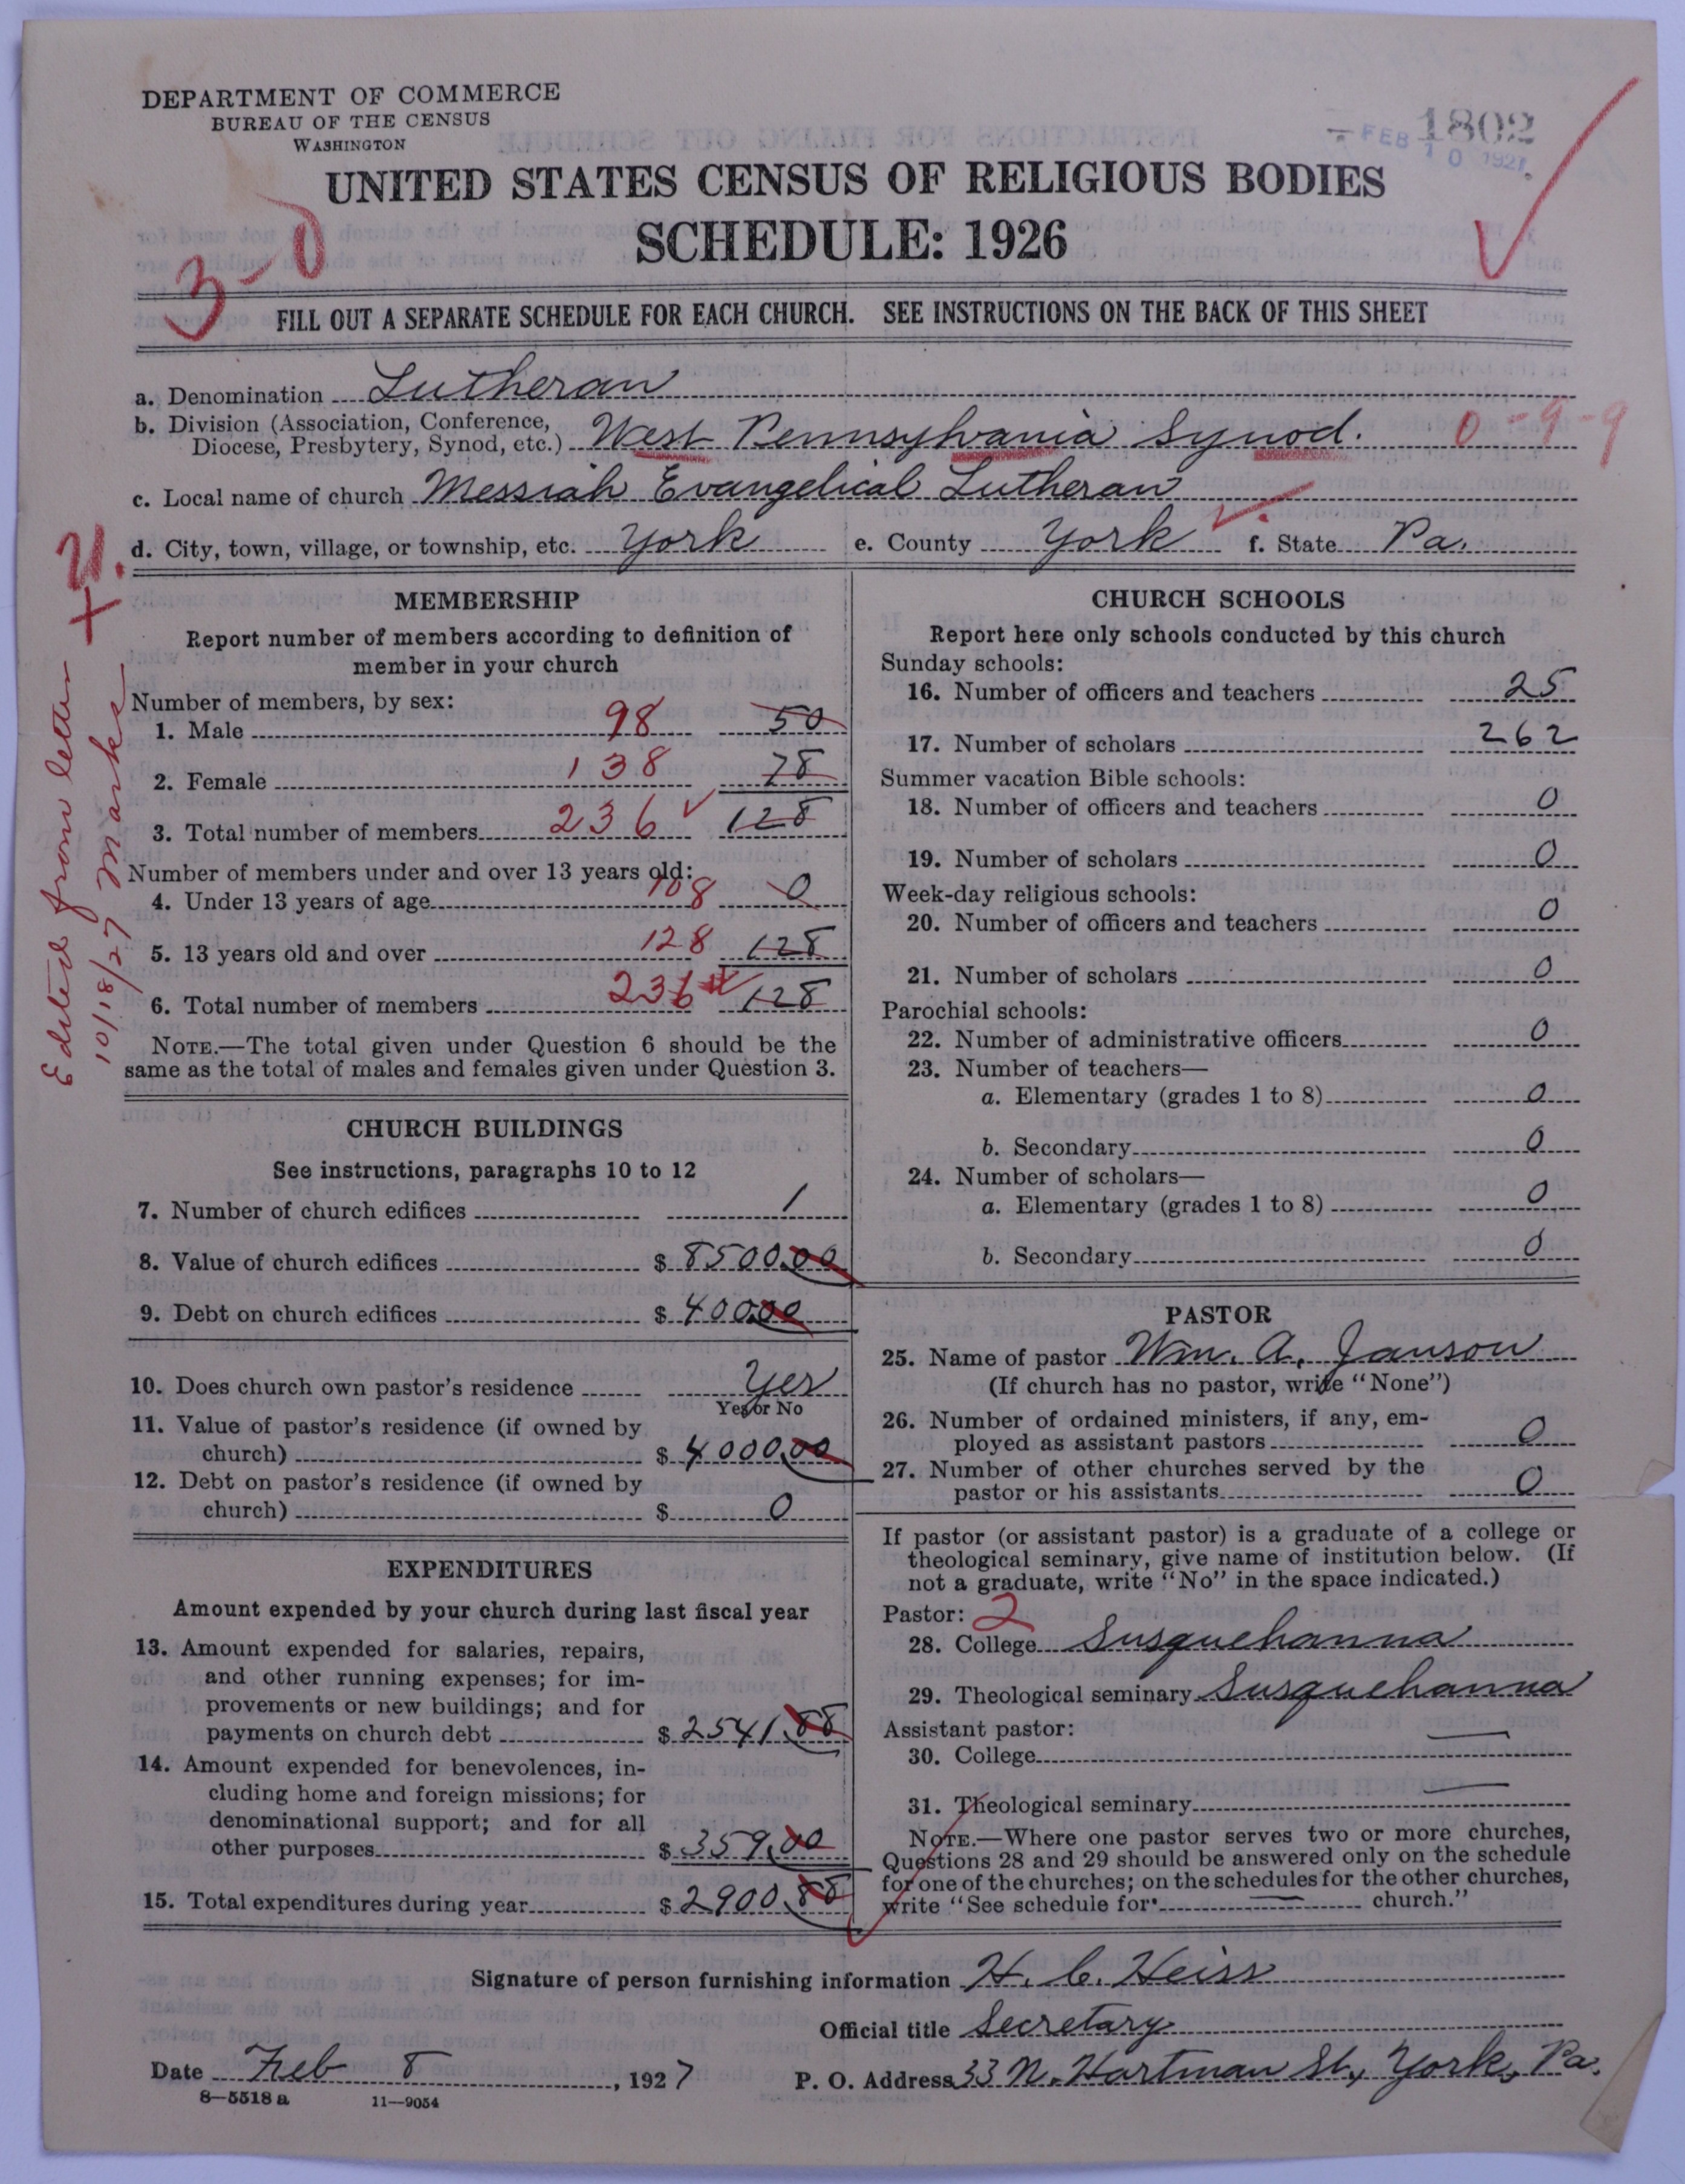 DEPARTMENT OF COMMERCE
BUREAU OF THE CENSUS
WASHINGTON
1802
FEB 10 1927
UNITED STATES CENSUS OF RELIGIOUS BODIES
SCHEDULE: 1926
3-0
FILL OUT A SEPARATE SCHEDULE FOR EACH CHURCH. SEE INSTRUCTIONS ON THE BACK OF THIS SHEET
a. Denomination Lutheran
b. Division (Association, Conference,
Diocese, Presbytery, Synod, etc.) West Pennsylvania Synod. 0-9-9
c. Local name of church Messiah Evangelical Lutheran
d. City, town, village, or township, etc. York e. County York f. State Pa.
Edited from letter
10/18/27 Marks
MEMBERSHIP
Report number of members according to definition of
member in your church
Number of members, by sex:
1. Male 98 50
2. Female 138 78
3. Total number of members 236 128
Number of members under and over 13 years old:
4. Under 13 years of age 108 0
5. 13 years old and over 128 128
6. Total number of members 236 128
NOTE.—The total given under Question 6 should be the
same as the total of males and females given under Question 3.
CHURCH BUILDINGS
See instructions, paragraphs 10 to 12
7. Number of church edifices 1
8. Value of church edifices $ 8500.00
9. Debt on church edifices $ 400.00
10. Does church own pastor's residence Yes
Yes or No
11. Value of pastor's residence (if owned by
church) $ 4000.00
12. Debt on pastor's residence (if owned by
church) $ 0
EXPENDITURES
Amount expended by your church during last fiscal year
13. Amount expended for salaries, repairs,
and other running expenses; for im-
provements or new buildings; and for
payments on church debt $ 2541.88
14. Amount expended for benevolences, in-
cluding home and foreign missions; for
denominational support; and for all
other purposes $ 359.00
15. Total expenditures during year $ 2900.88
CHURCH SCHOOLS
Report here only schools conducted by this church
Sunday schools:
16. Number of officers and teachers 25
17. Number of scholars 262
Summer vacation Bible schools:
18. Number of officers and teachers 0
19. Number of scholars 0
Week-day religious schools:
20. Number of officers and teachers 0
21. Number of scholars 0
Parochial schools:
22. Number of administrative officers 0
23. Number of teachers—
a. Elementary (grades 1 to 8) 0
b. Secondary 0
24. Number of scholars—
a. Elementary (grades 1 to 8) 0
b. Secondary 0
PASTOR
25. Name of pastor Wm. A. Janson
(If church has no pastor, write "None")
26. Number of ordained ministers, if any, em-
ployed as assistant pastors 0
27. Number of other churches served by the
pastor or his assistants 0
If pastor (or assistant pastor) is a graduate of a college or
theological seminary, give name of institution below. (If
not a graduate, write "No" in the space indicated.)
Pastor: 2
28. College Susquehanna
29. Theological seminary Susquehanna
Assistant pastor:
30. College —
31. Theological seminary —
NOTE.—Where one pastor serves two or more churches,
Questions 28 and 29 should be answered only on the schedule
for one of the churches; on the schedules for the other churches,
write "See schedule for — church."
Signature of person furnishing information H. C. Heiss
Official title Secretary
Date Feb 8, 1927 P. O. Address 33 N. Hartman St., York, Pa.
8-5518a 11-9054